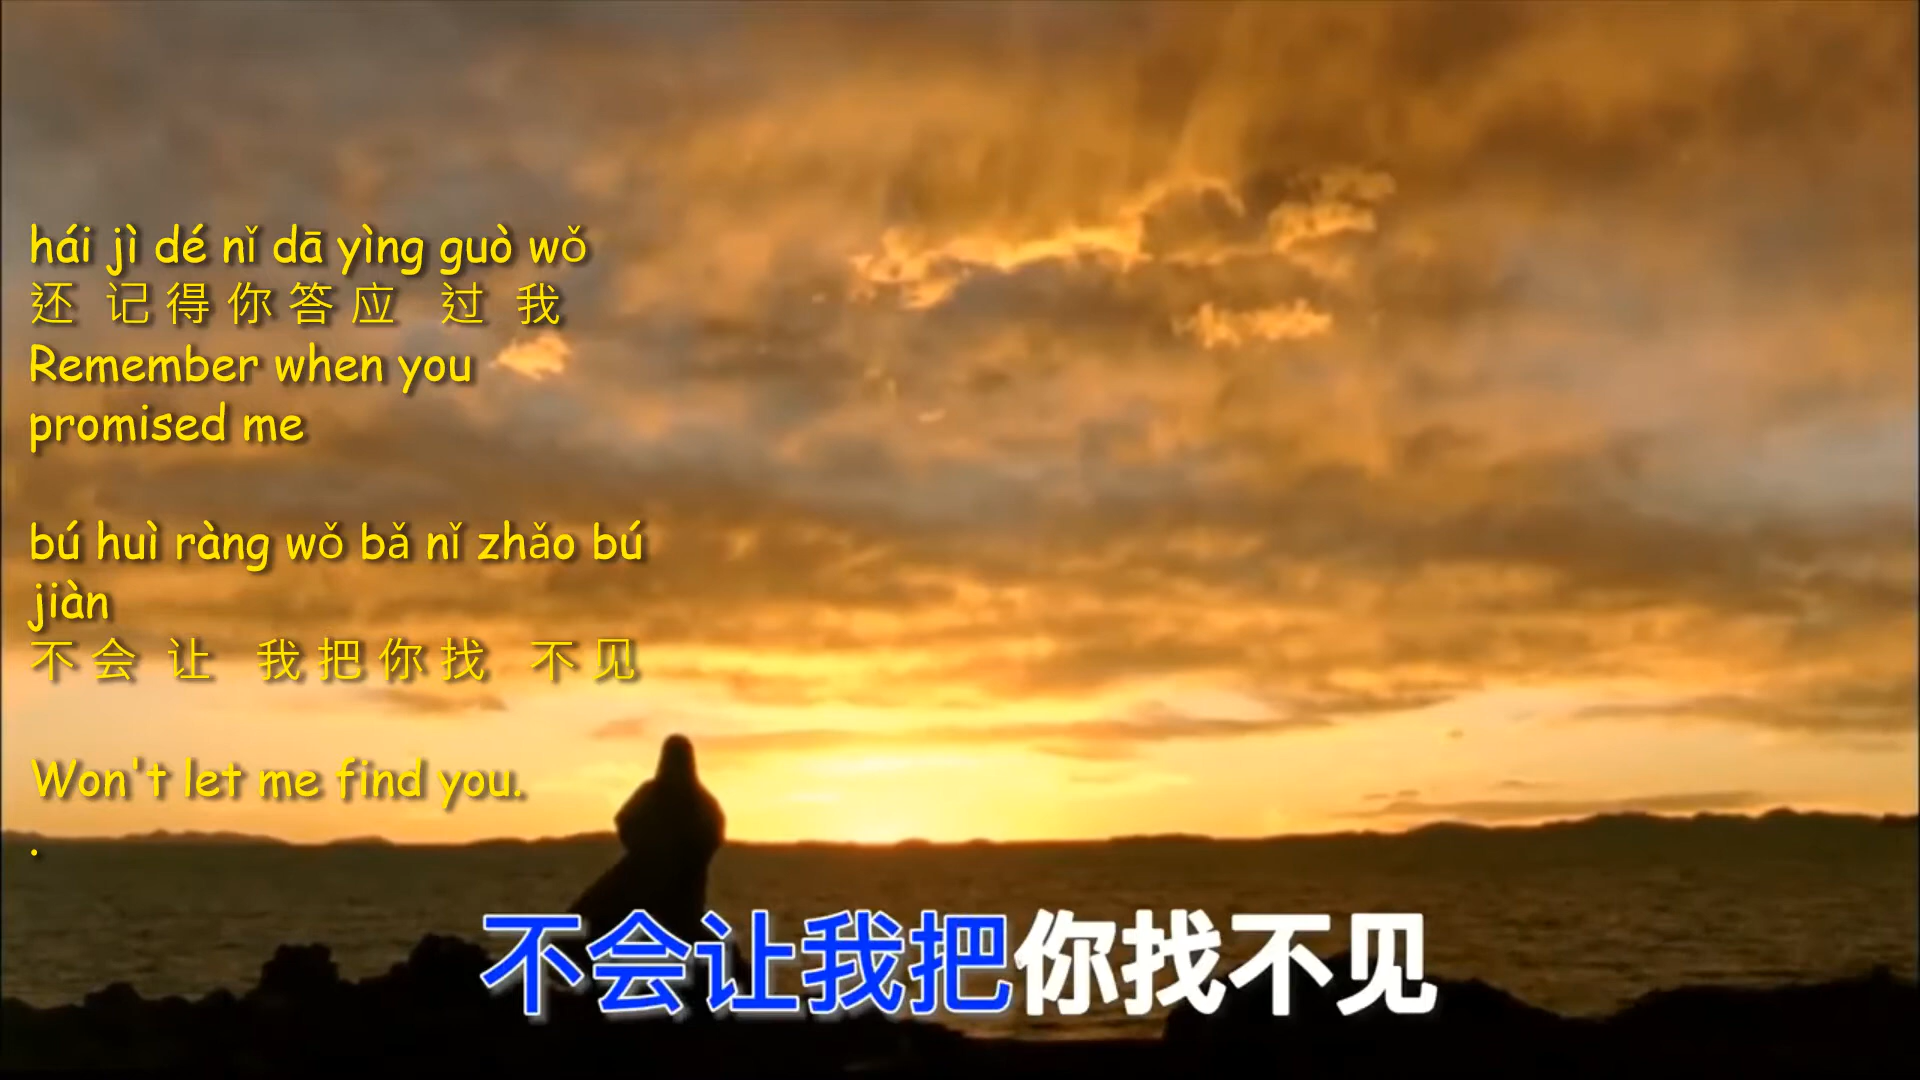 hái jì dé nǐ dā yìng guò wǒ
还 记 得 你 答 应 过 我
Remember when you
promised me
bú huì ràng wǒ bǎ nǐ zhǎo bú
jiàn
不 会 让 我 把 你 找 不 见
Won't let me find you.
.
不会让我把你找不见